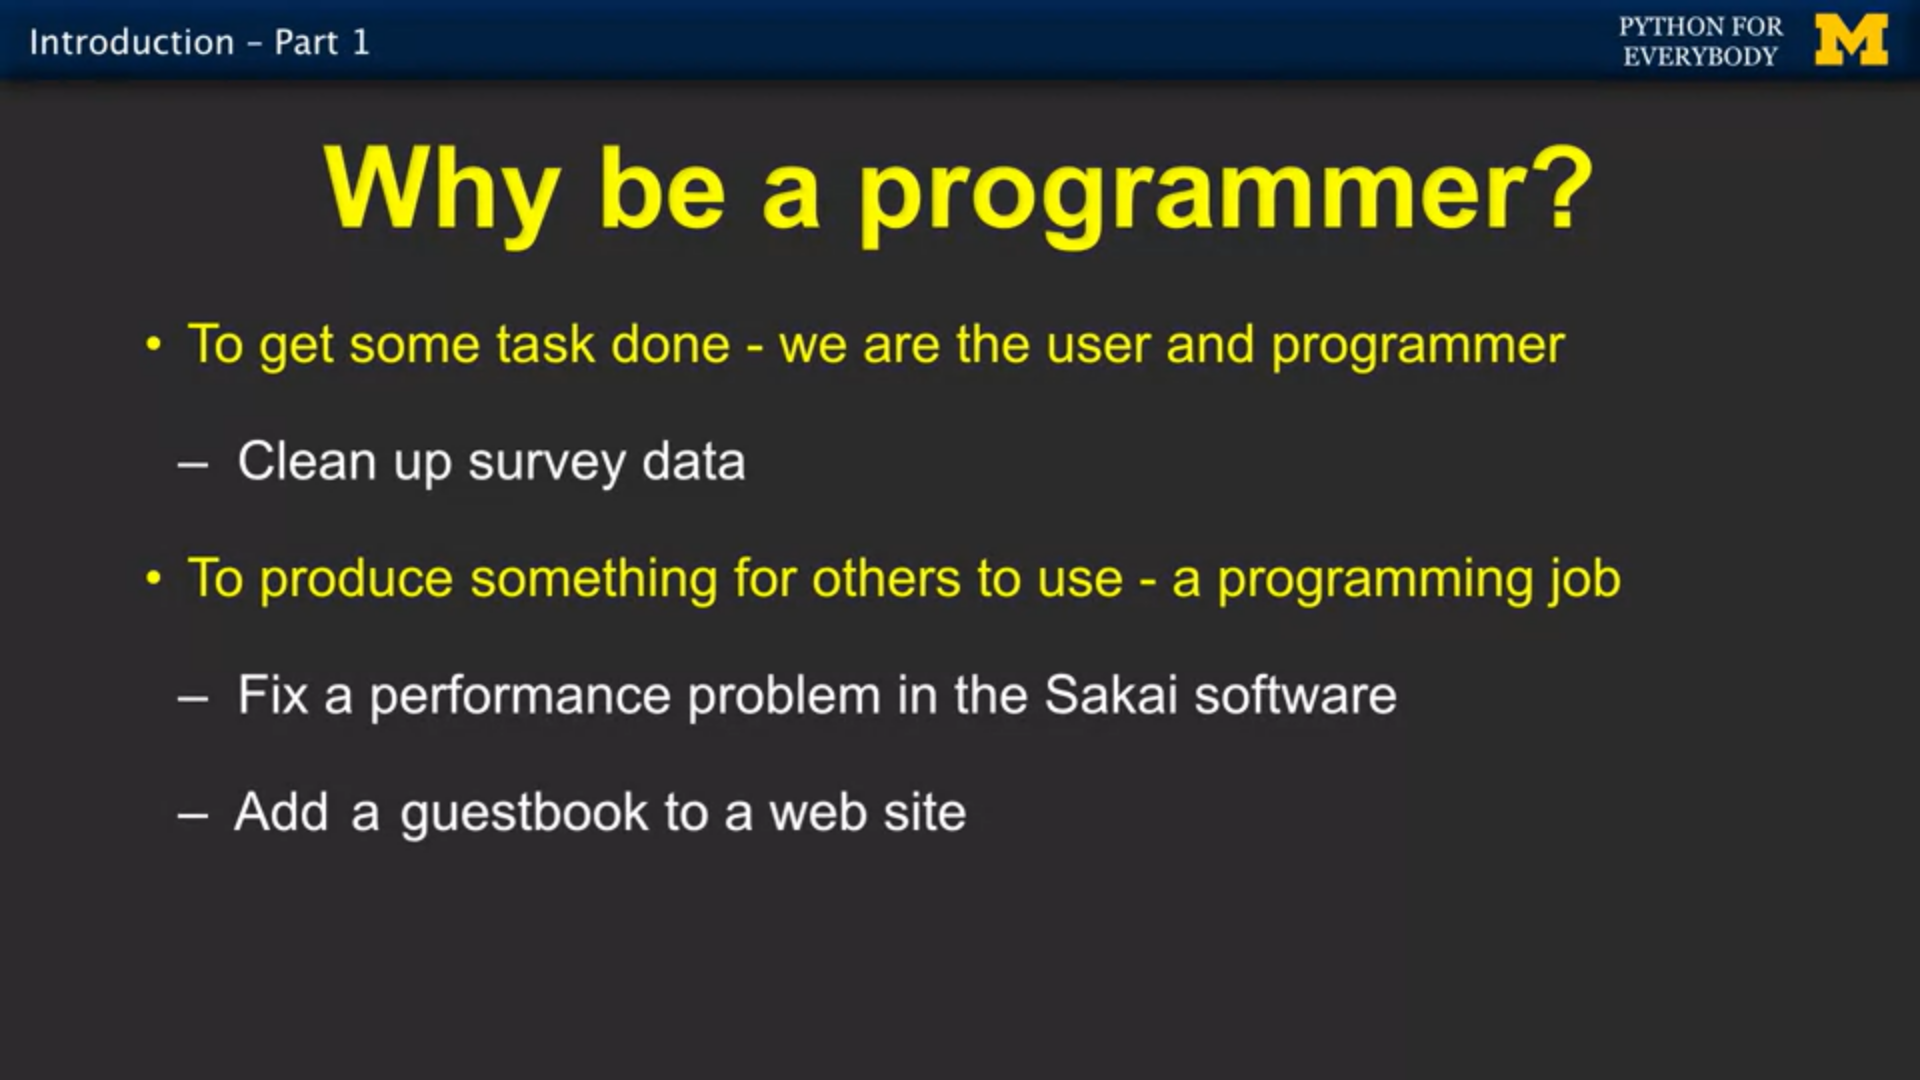 Introduction – Part 1
PYTHON FOR
EVERYBODY
M
Why be a programmer?
• To get some task done - we are the user and programmer
– Clean up survey data
• To produce something for others to use - a programming job
– Fix a performance problem in the Sakai software
– Add a guestbook to a web site